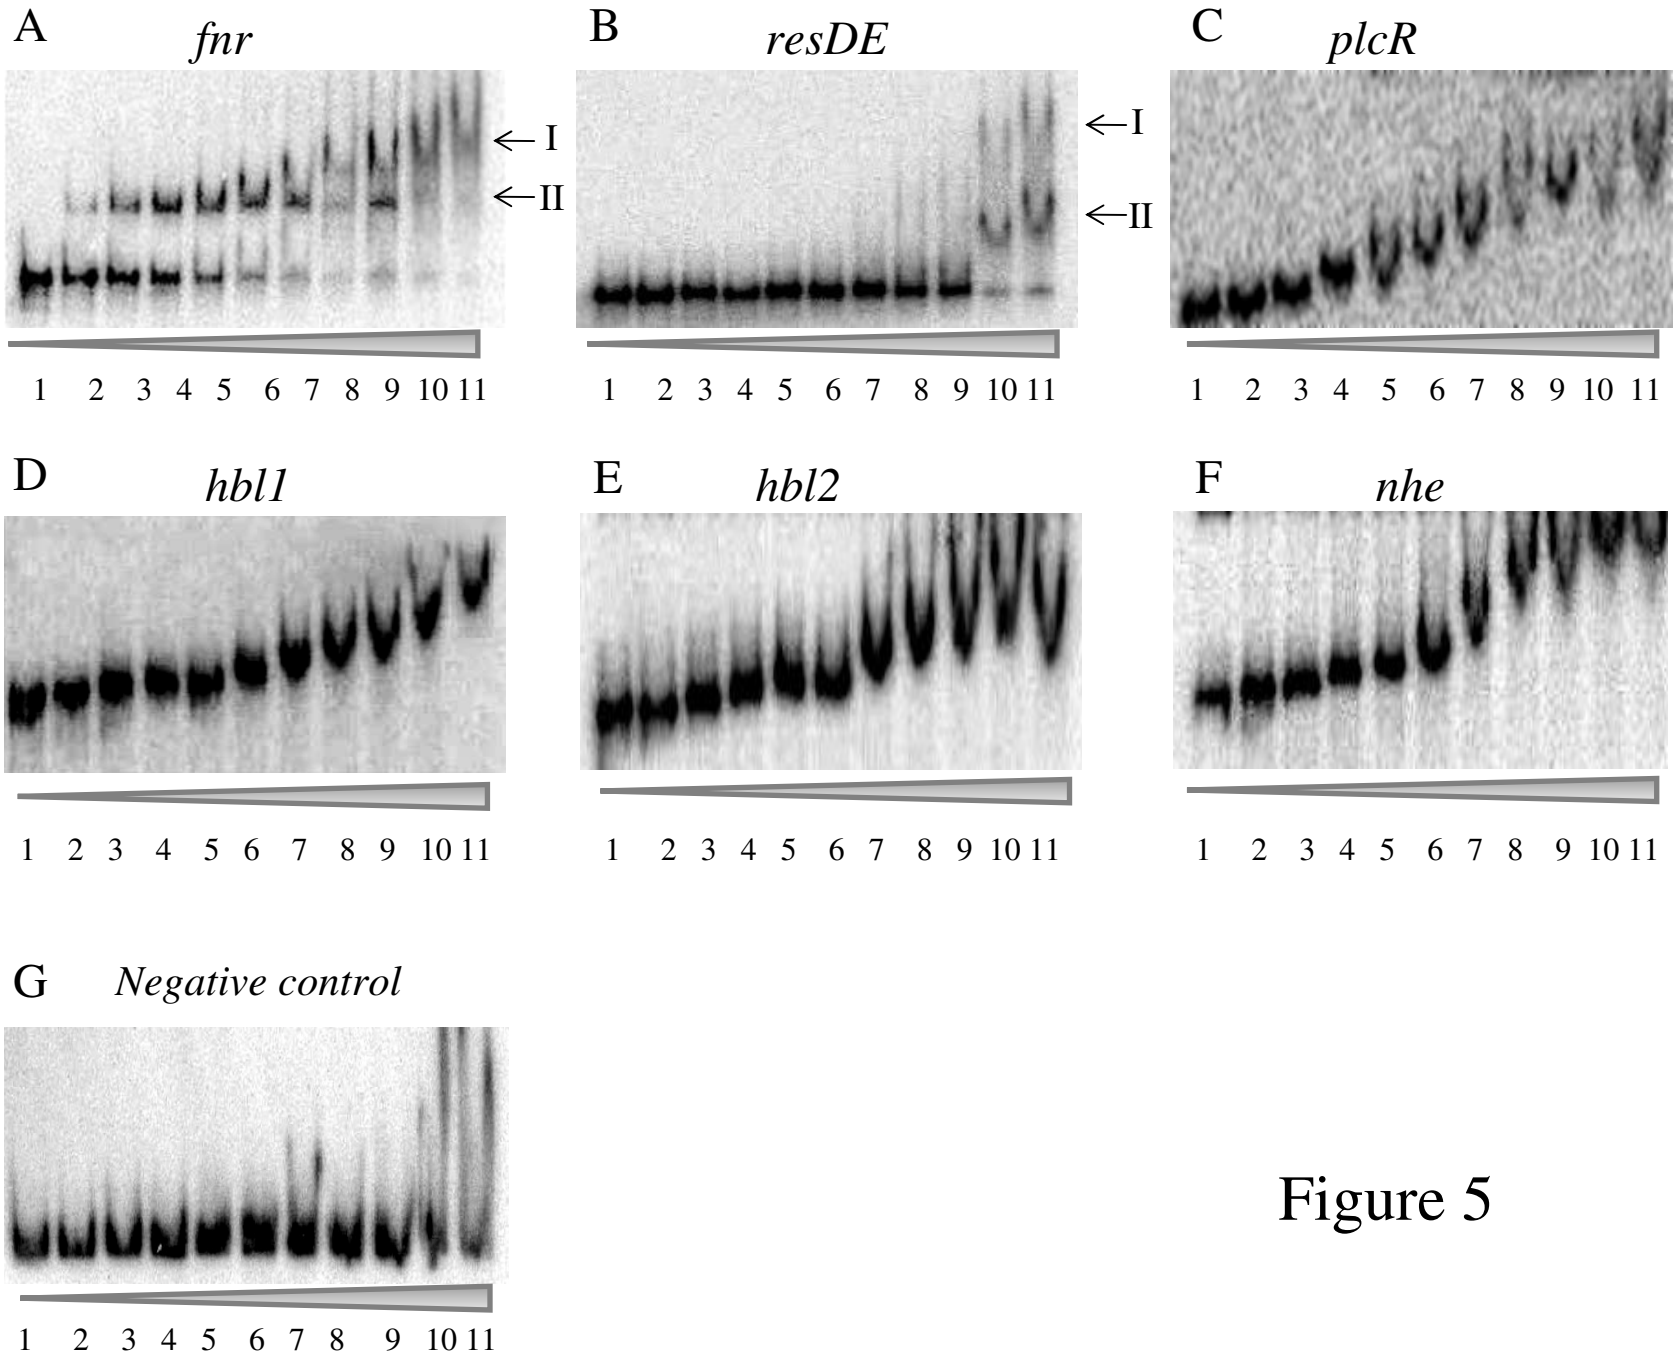 A fnr
B resDE
C plcR
I
II
I
II
1 2 3 4 5 6 7 8 9 10 11
1 2 3 4 5 6 7 8 9 10 11
1 2 3 4 5 6 7 8 9 10 11
D hbl1
E hbl2
F nhe
1 2 3 4 5 6 7 8 9 10 11
1 2 3 4 5 6 7 8 9 10 11
1 2 3 4 5 6 7 8 9 10 11
G Negative control
1 2 3 4 5 6 7 8 9 10 11
Figure 5